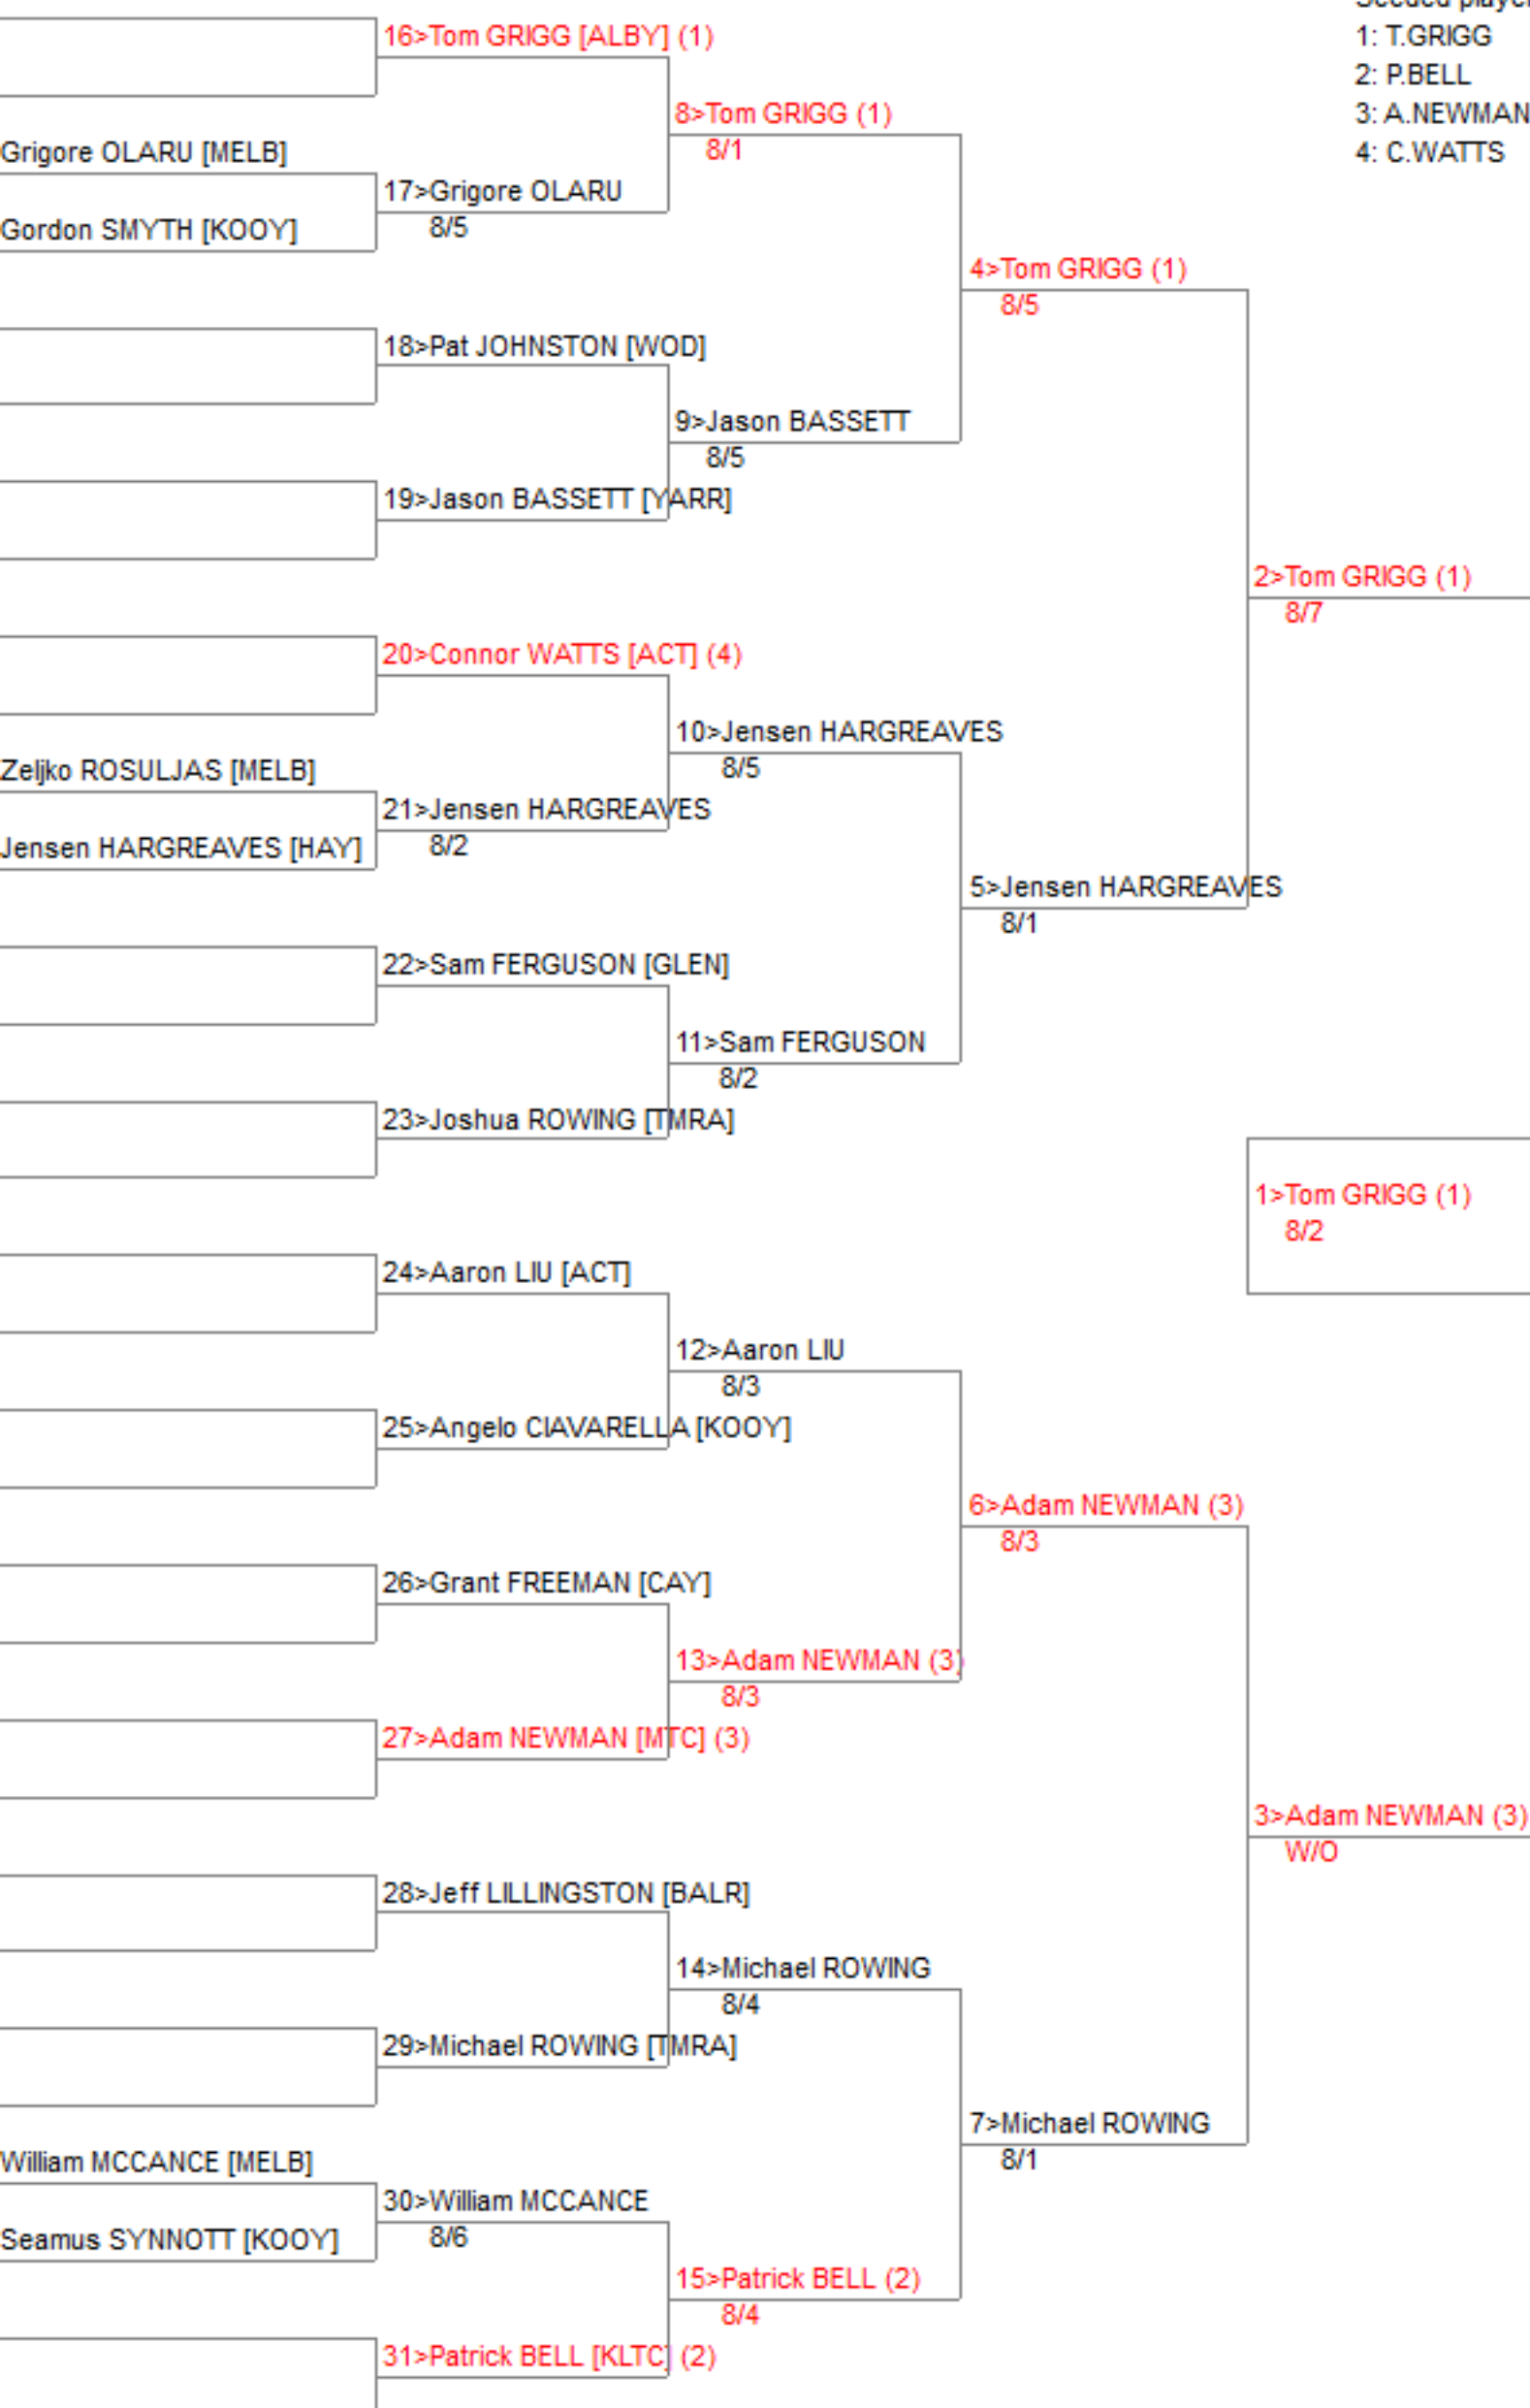 Seeded player
1: T.GRIGG
2: P.BELL
3: A.NEWMAN
4: C.WATTS
16>Tom GRIGG [ALBY] (1)
8>Tom GRIGG (1)
8/1
Grigore OLARU [MELB]
17>Grigore OLARU
8/5
Gordon SMYTH [KOOY]
4>Tom GRIGG (1)
8/5
18>Pat JOHNSTON [WOD]
9>Jason BASSETT
8/5
19>Jason BASSETT [YARR]
2>Tom GRIGG (1)
8/7
20>Connor WATTS [ACT] (4)
10>Jensen HARGREAVES
8/5
Zeljko ROSULJAS [MELB]
21>Jensen HARGREAVES
8/2
Jensen HARGREAVES [HAY]
5>Jensen HARGREAVES
8/1
22>Sam FERGUSON [GLEN]
11>Sam FERGUSON
8/2
23>Joshua ROWING [TMRA]
1>Tom GRIGG (1)
8/2
24>Aaron LIU [ACT]
12>Aaron LIU
8/3
25>Angelo CIAVARELLA [KOOY]
6>Adam NEWMAN (3)
8/3
26>Grant FREEMAN [CAY]
13>Adam NEWMAN (3)
8/3
27>Adam NEWMAN [MTC] (3)
3>Adam NEWMAN (3)
W/O
28>Jeff LILLINGSTON [BALR]
14>Michael ROWING
8/4
29>Michael ROWING [TMRA]
7>Michael ROWING
8/1
William MCCANCE [MELB]
30>William MCCANCE
8/6
Seamus SYNNOTT [KOOY]
15>Patrick BELL (2)
8/4
31>Patrick BELL [KLTC] (2)